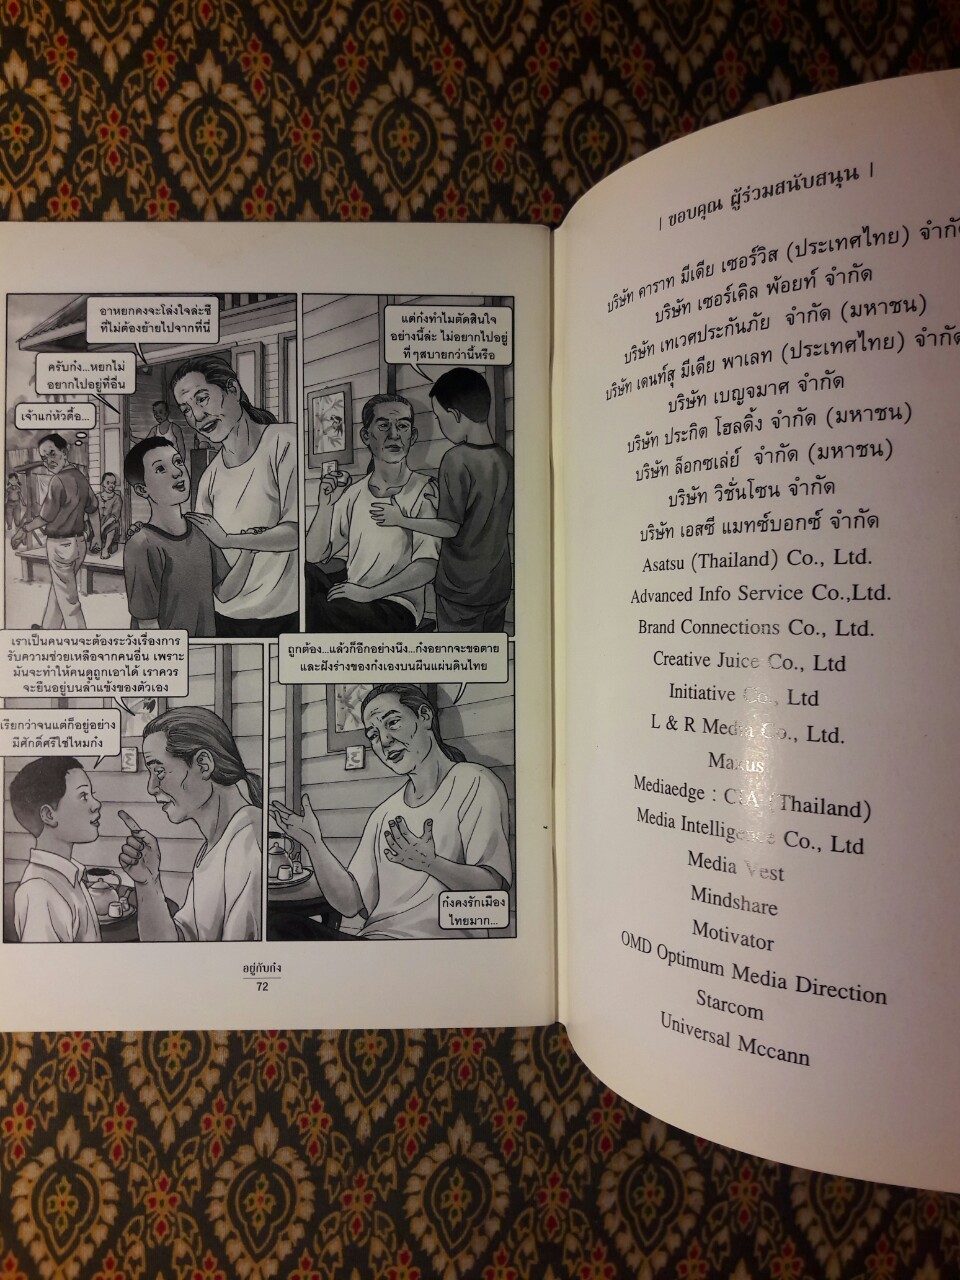 อาหยกคงจะโล่งใจล่ะซี
ที่ไม่ต้องย้ายไปจากที่นี่
ครับก๋ง...หยกไม่
อยากไปอยู่ที่อื่น
เจ้าแก่หัวดื้อ...
แต่ก๋งทำไมตัดสินใจ
อย่างนี้ล่ะ ไม่อยากไปอยู่
ที่ๆสบายกว่านี้หรือ
เราเป็นคนจนจะต้องระวังเรื่องการ
รับความช่วยเหลือจากคนอื่น เพราะ
มันจะทำให้คนดูถูกเอาได้ เราควร
จะยืนอยู่บนลำแข้งของตัวเอง
เรียกว่าจนแต่ก็อยู่อย่าง
มีศักดิ์ศรีใช่ไหมก๋ง
ถูกต้อง...แล้วก็อีกอย่างนึง...ก๋งอยากจะขอตาย
และฝังร่างของก๋งเองบนผืนแผ่นดินไทย
ก๋งคงรักเมือง
ไทยมาก...
อยู่กับก๋ง
72
| ขอบคุณ ผู้ร่วมสนับสนุน |
บริษัท คาราท มีเดีย เซอร์วิส (ประเทศไทย) จำกัด
บริษัท เซอร์เคิล พ้อยท์ จำกัด
บริษัท เทเวศประกันภัย จำกัด (มหาชน)
บริษัท เดนท์สุ มีเดีย พาเลท (ประเทศไทย) จำกัด
บริษัท เบญจมาศ จำกัด
บริษัท ประกิต โฮลดิ้ง จำกัด (มหาชน)
บริษัท ล็อกซเล่ย์ จำกัด (มหาชน)
บริษัท วิชั่นโซน จำกัด
บริษัท เอสซี แมทช์บอกซ์ จำกัด
Asatsu (Thailand) Co., Ltd.
Advanced Info Service Co.,Ltd.
Brand Connections Co., Ltd.
Creative Juice Co., Ltd
Initiative Co., Ltd
L & R Media Co., Ltd.
Maxus
Mediaedge : CIA (Thailand)
Media Intelligence Co., Ltd
Media Vest
Mindshare
Motivator
OMD Optimum Media Direction
Starcom
Universal Mccann